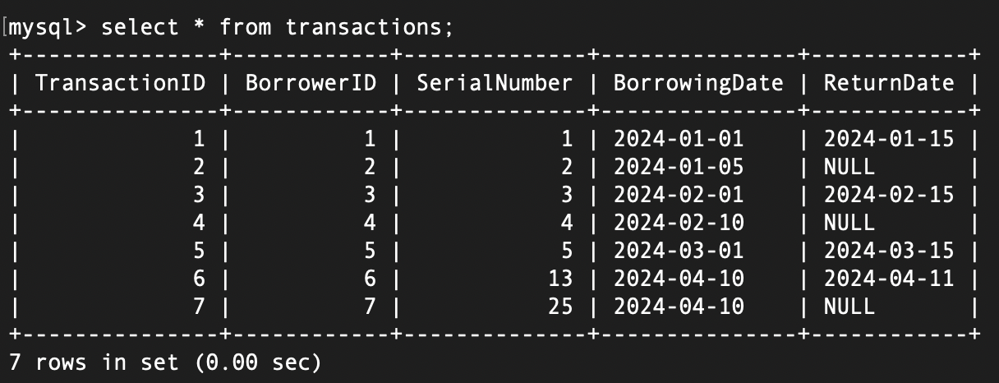 [mysql> select * from transactions;
+---------------+------------+--------------+---------------+------------+
| TransactionID | BorrowerID | SerialNumber | BorrowingDate | ReturnDate |
+---------------+------------+--------------+---------------+------------+
|             1 |          1 |            1 | 2024-01-01    | 2024-01-15 |
|             2 |          2 |            2 | 2024-01-05    | NULL       |
|             3 |          3 |            3 | 2024-02-01    | 2024-02-15 |
|             4 |          4 |            4 | 2024-02-10    | NULL       |
|             5 |          5 |            5 | 2024-03-01    | 2024-03-15 |
|             6 |          6 |           13 | 2024-04-10    | 2024-04-11 |
|             7 |          7 |           25 | 2024-04-10    | NULL       |
+---------------+------------+--------------+---------------+------------+
7 rows in set (0.00 sec)